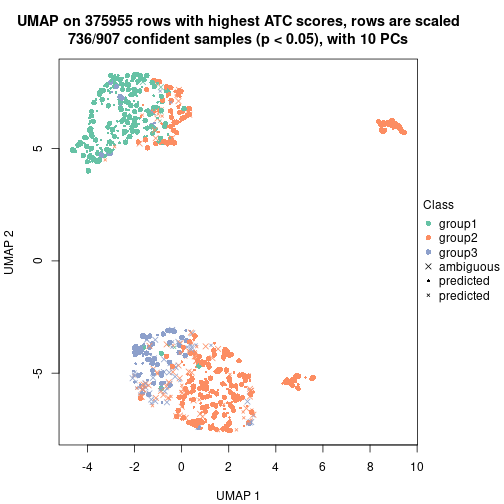 UMAP on 375955 rows with highest ATC scores, rows are scaled
736/907 confident samples (p < 0.05), with 10 PCs
5
0
-5
UMAP 2
-4 -2 0 2 4 6 8 10
UMAP 1
Class
group1
group2
group3
ambiguous
predicted
predicted